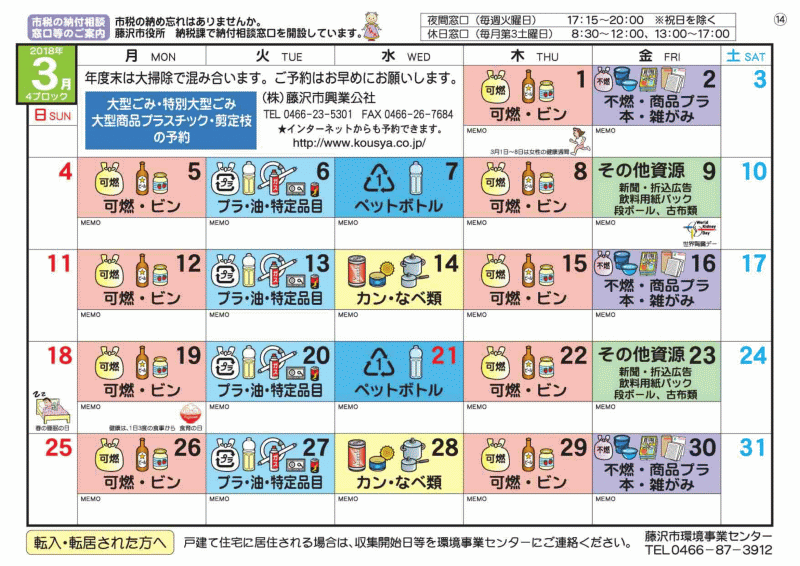 市税の納付相談
窓口等のご案内
市税の納め忘れはありませんか。
藤沢市役所 納税課で納付相談窓口を開設しています。
夜間窓口（毎週火曜日） 17:15～20:00 ※祝日を除く
休日窓口（毎月第3土曜日） 8:30～12:00、13:00～17:00
⑭
2018年
3月
4ブロック
日 SUN
月 MON
火 TUE
水 WED
木 THU
金 FRI
土 SAT
年度末は大掃除で混み合います。ご予約はお早めにお願いします。
大型ごみ・特別大型ごみ
大型商品プラスチック・剪定枝
の予約
（株）藤沢市興業公社
TEL 0466-23-5301 FAX 0466-26-7684
★インターネットからも予約できます。
http://www.kousya.co.jp/
可燃
1
可燃・ビン
MEMO
3月1日～8日は女性の健康週間
不燃
2
不燃・商品プラ
本・雑がみ
MEMO
3
4
可燃
5
可燃・ビン
MEMO
プラ
6
プラ・油・特定品目
MEMO
1
7
ペットボトル
MEMO
可燃
8
可燃・ビン
MEMO
その他資源 9
新聞・折込広告
飲料用紙パック
段ボール、古布類
MEMO
World
Kidney
Day
世界腎臓デー
10
11
可燃
12
可燃・ビン
MEMO
プラ
13
プラ・油・特定品目
MEMO
14
カン・なべ類
MEMO
可燃
15
可燃・ビン
MEMO
不燃
16
不燃・商品プラ
本・雑がみ
MEMO
17
18
春の睡眠の日
可燃
19
可燃・ビン
MEMO
健康は、1日3度の食事から 食育の日
プラ
20
プラ・油・特定品目
MEMO
1
21
ペットボトル
MEMO
可燃
22
可燃・ビン
MEMO
その他資源 23
新聞・折込広告
飲料用紙パック
段ボール、古布類
MEMO
24
25
可燃
26
可燃・ビン
MEMO
プラ
27
プラ・油・特定品目
MEMO
28
カン・なべ類
MEMO
可燃
29
可燃・ビン
MEMO
不燃
30
不燃・商品プラ
本・雑がみ
MEMO
31
転入・転居された方へ
戸建て住宅に居住される場合は、収集開始日等を環境事業センターにご連絡ください。
藤沢市環境事業センター
TEL0466-87-3912